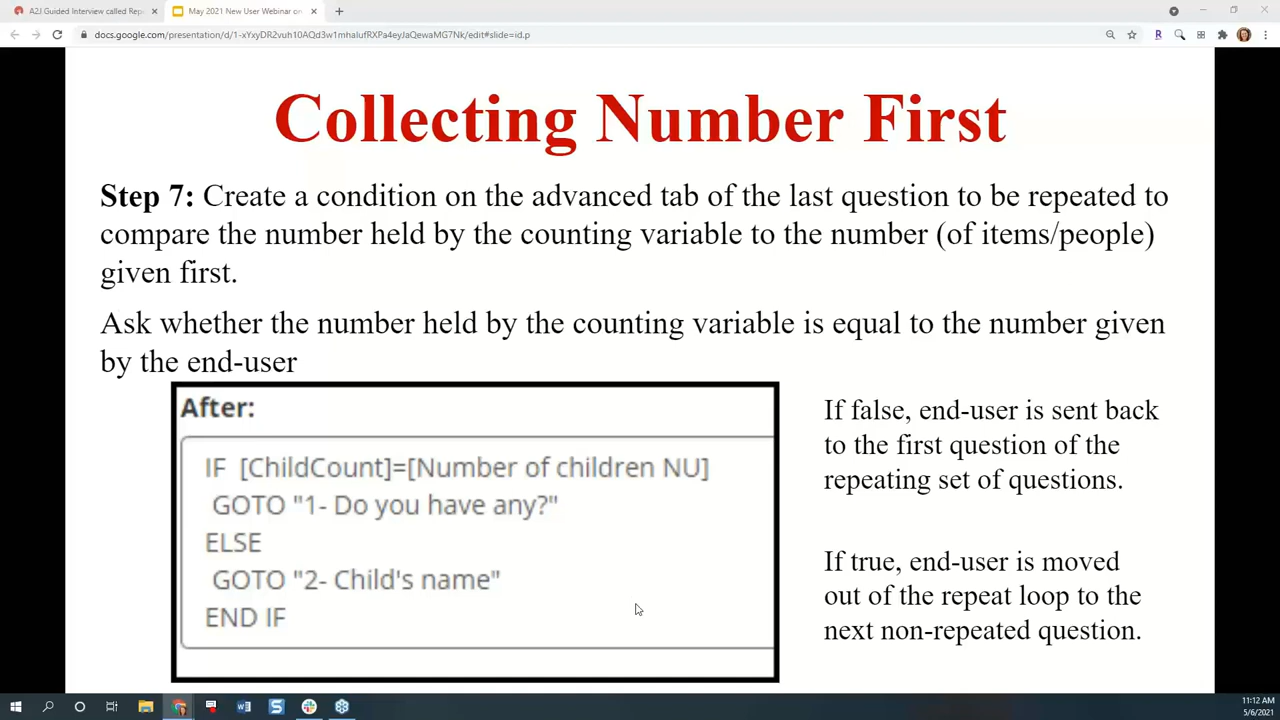 A2J Guided Interview called Rep
May 2021 New User Webinar on
docs.google.com/presentation/d/1-xYxyDR2vuh10AQd3w1mhaIufRXPa4eyJaQewaMG7Nk/edit#slide=id.p
Collecting Number First
Step 7: Create a condition on the advanced tab of the last question to be repeated to
compare the number held by the counting variable to the number (of items/people)
given first.
Ask whether the number held by the counting variable is equal to the number given
by the end-user
After:
IF [ChildCount]=[Number of children NU]
GOTO "1- Do you have any?"
ELSE
GOTO "2- Child's name"
END IF
If false, end-user is sent back
to the first question of the
repeating set of questions.
If true, end-user is moved
out of the repeat loop to the
next non-repeated question.
11:12 AM
5/6/2021